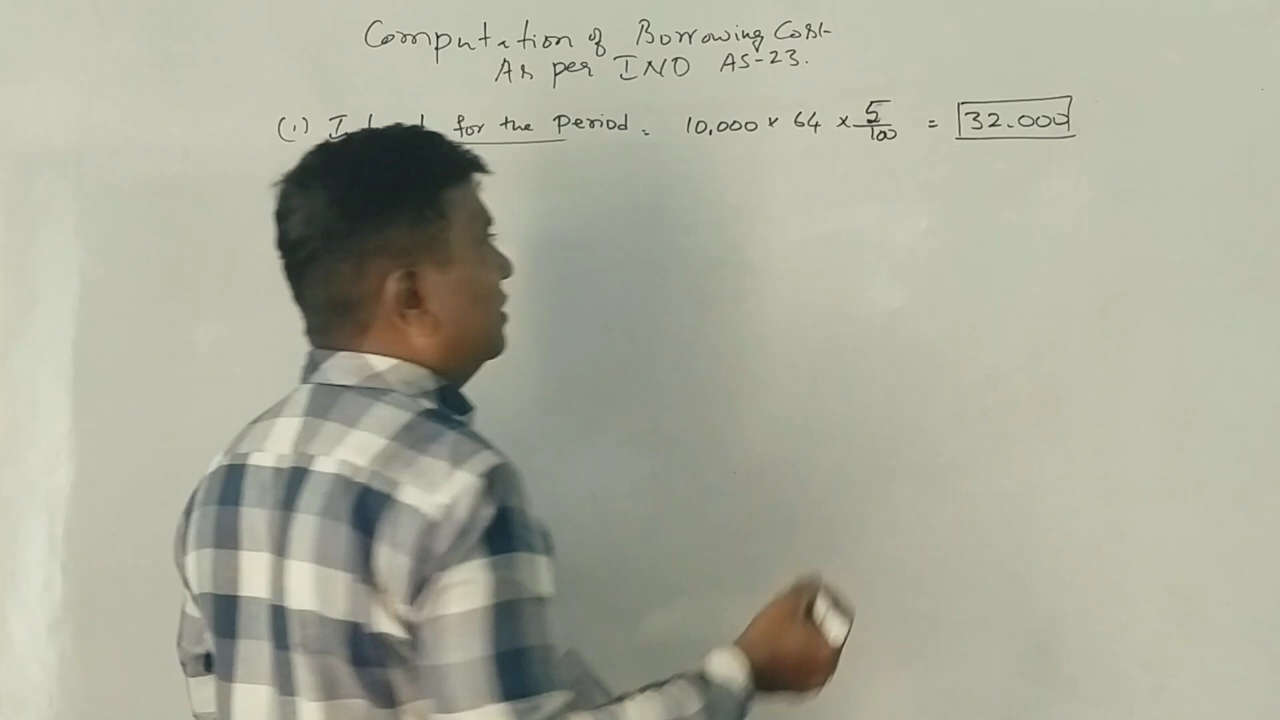 Computation of Borrowing Cost
As per IND AS-23.
(1) for the Period. 10,000 × 64 × 5/100 = 32.000